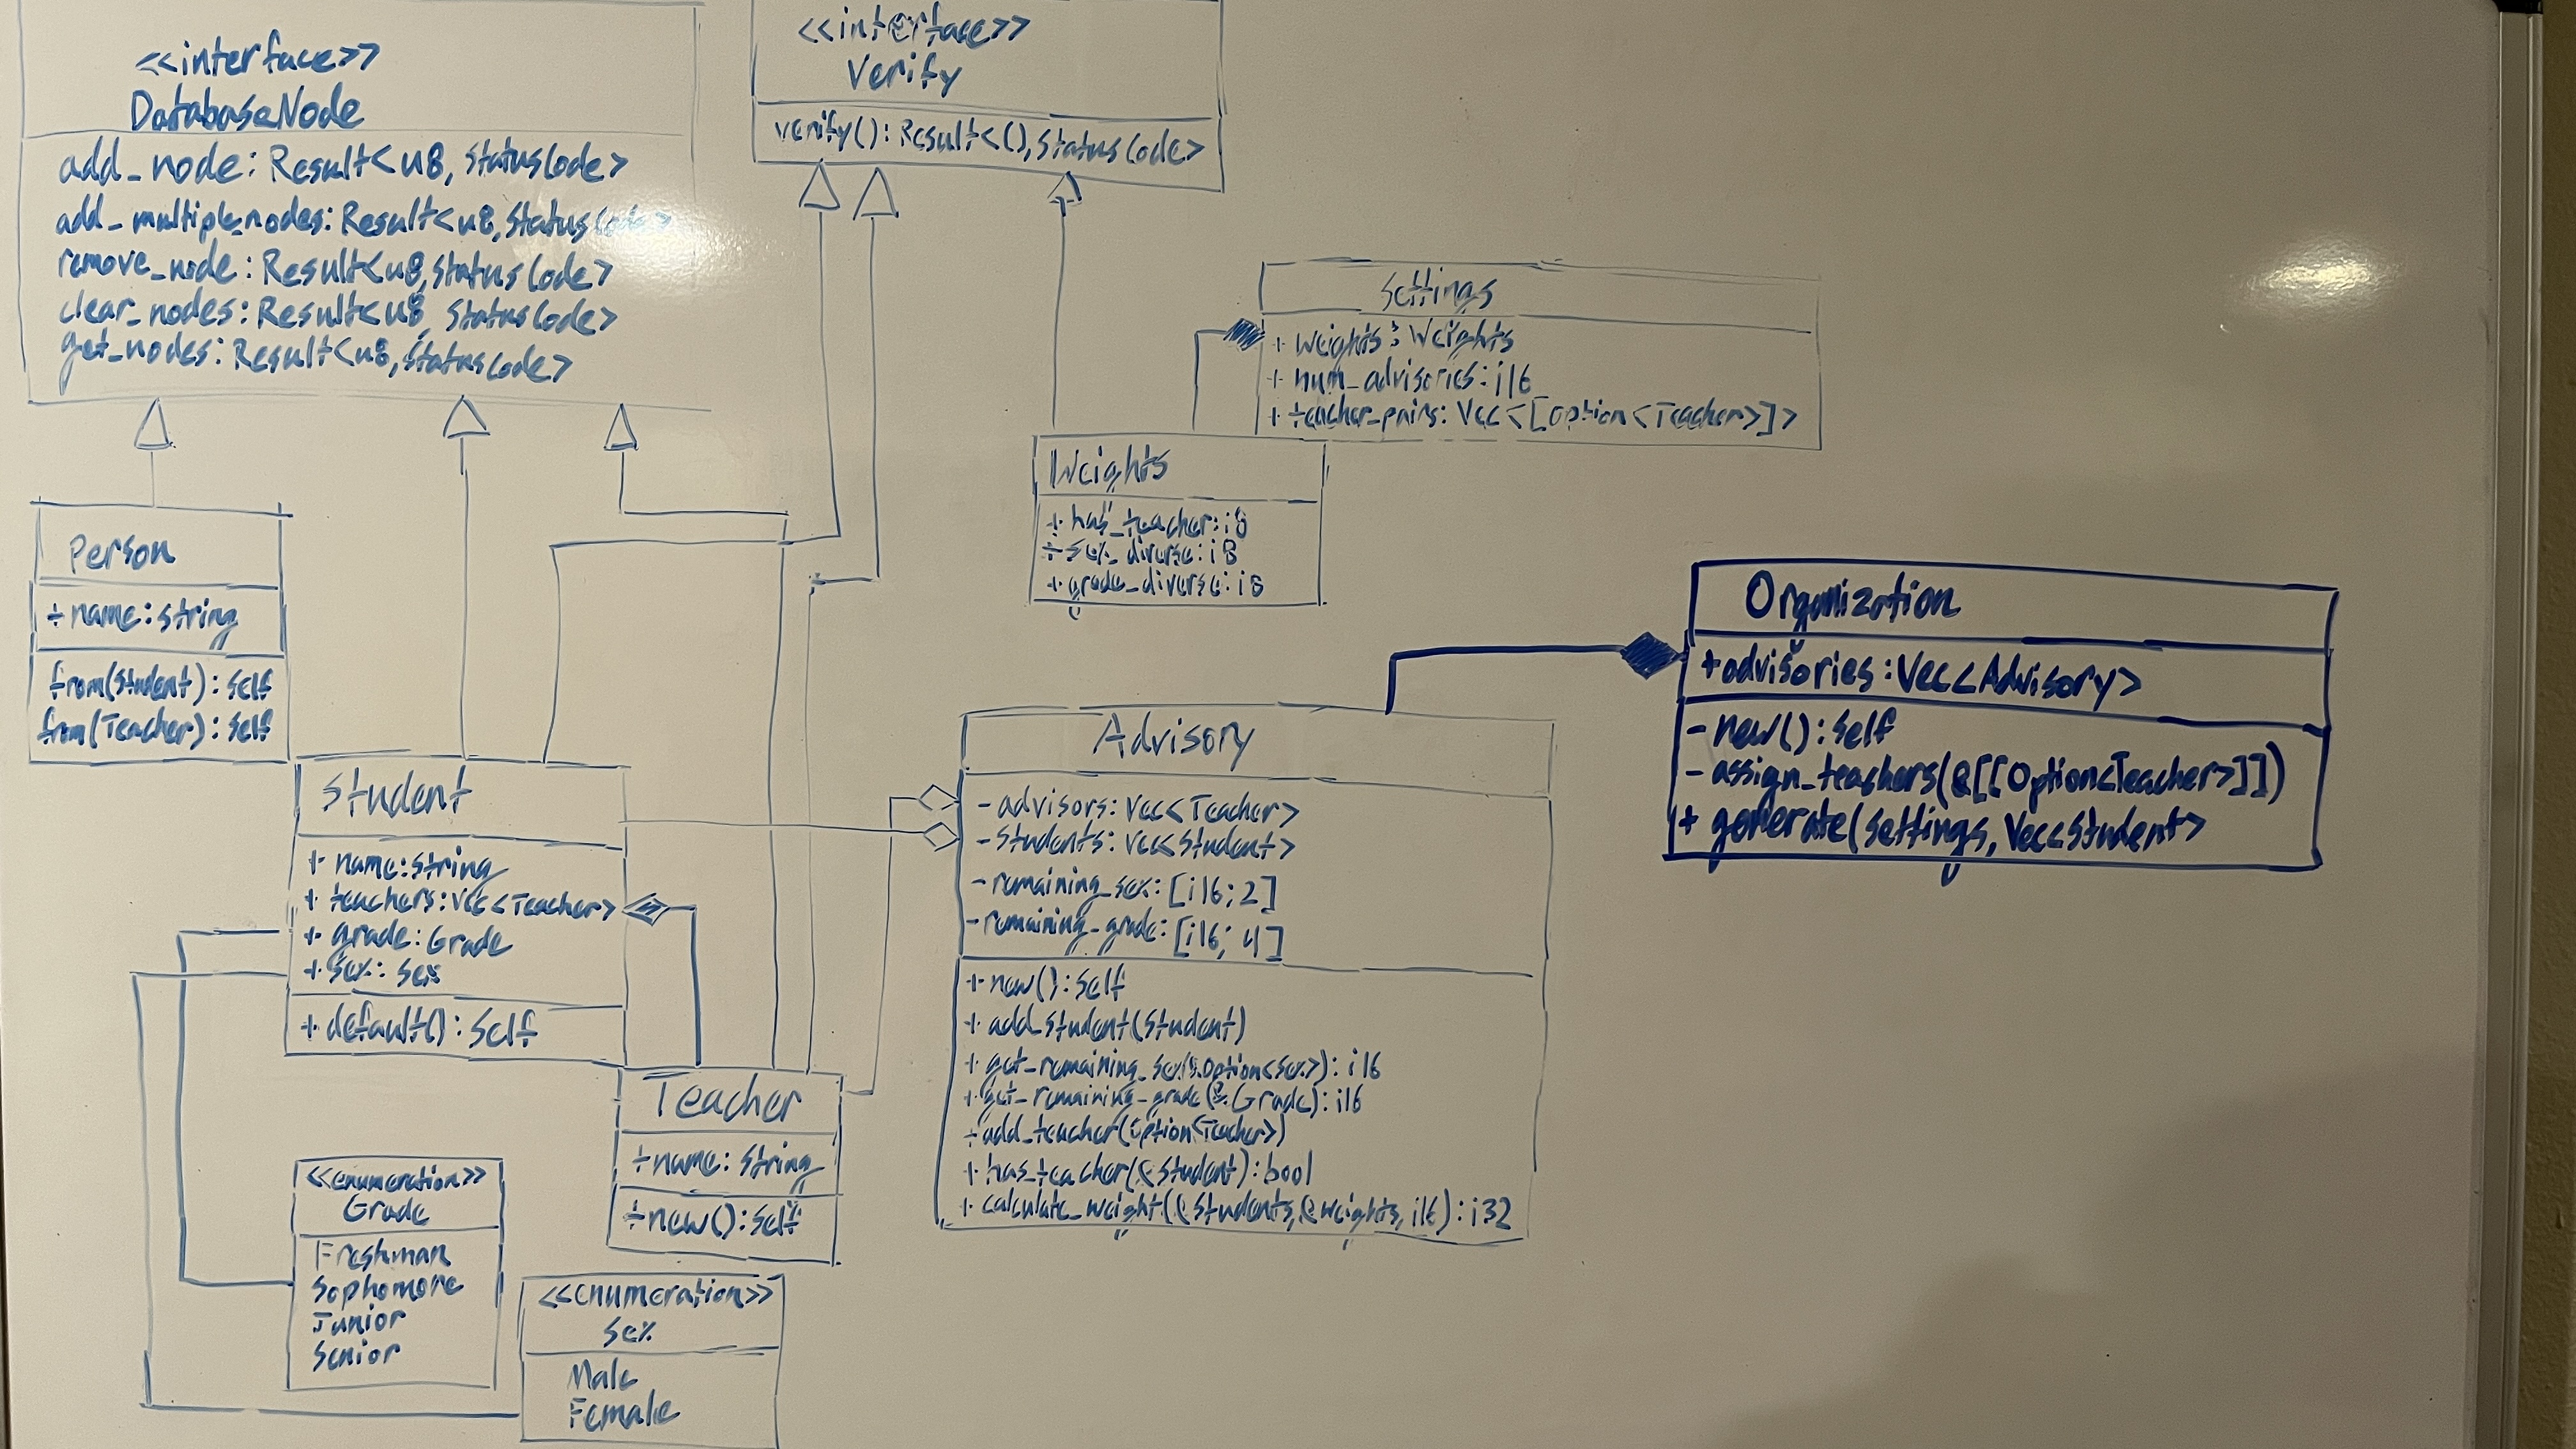 <<interface>>
DatabaseNode
add_node: Result<u8, StatusCode>
add_multiple_nodes: Result<u8, StatusCode>
remove_node: Result<u8, StatusCode>
clear_nodes: Result<u8, StatusCode>
get_nodes: Result<u8, StatusCode>
<<interface>>
Verify
verify(): Result<(), StatusCode>
Settings
+ weights: Weights
+ num_advisories: i16
+ teacher_pairs: Vec<[Option<Teacher>]>
Weights
+ has_teacher: i8
+ sex_diverse: i8
+ grade_diverse: i8
Person
+ name: string
from(Student): Self
from(Teacher): Self
Organization
+ advisories: Vec<Advisory>
- new(): Self
- assign_teachers(&[[Option<Teacher>]])
+ generate(settings, Vec<Student>
Advisory
- advisors: Vec<Teacher>
- Students: Vec<Student>
- remaining_sex: [i16; 2]
- remaining_grade: [i16; 4]
+ new(): Self
+ add_student(Student)
+ get_remaining_sex(&Option<Sex>): i16
+ get_remaining_grade(&Grade): i16
+ add_teacher(Option<Teacher>)
+ has_teacher(&Student): bool
+ calculate_weight(&Students, &Weights, i16): i32
Student
+ name: String
+ teachers: Vec<Teacher>
+ grade: Grade
+ sex: Sex
+ default(): Self
Teacher
+ name: String
+ new(): Self
<<enumeration>>
Grade
Freshman
Sophomore
Junior
Senior
<<enumeration>>
Sex
Male
Female